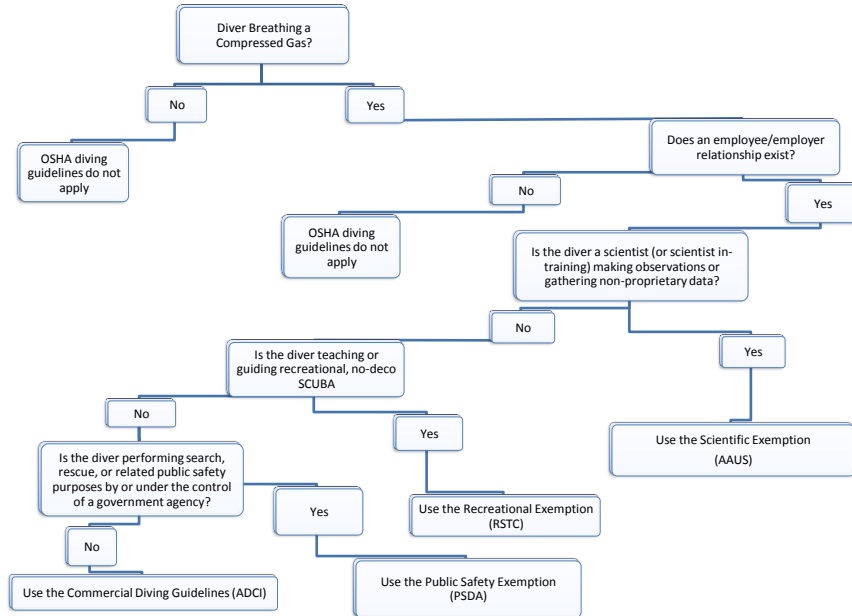 Diver Breathing a
Compressed Gas?
No
Yes
OSHA diving
guidelines do not
apply
Does an employee/employer
relationship exist?
No
Yes
OSHA diving
guidelines do not
apply
Is the diver a scientist (or scientist in-
training) making observations or
gathering non-proprietary data?
No
Yes
Is the diver teaching or
guiding recreational, no-deco
SCUBA
No
Yes
Use the Scientific Exemption
(AAUS)
Is the diver performing search,
rescue, or related public safety
purposes by or under the control
of a government agency?
Yes
Use the Recreational Exemption
(RSTC)
No
Use the Commercial Diving Guidelines (ADCI)
Use the Public Safety Exemption
(PSDA)